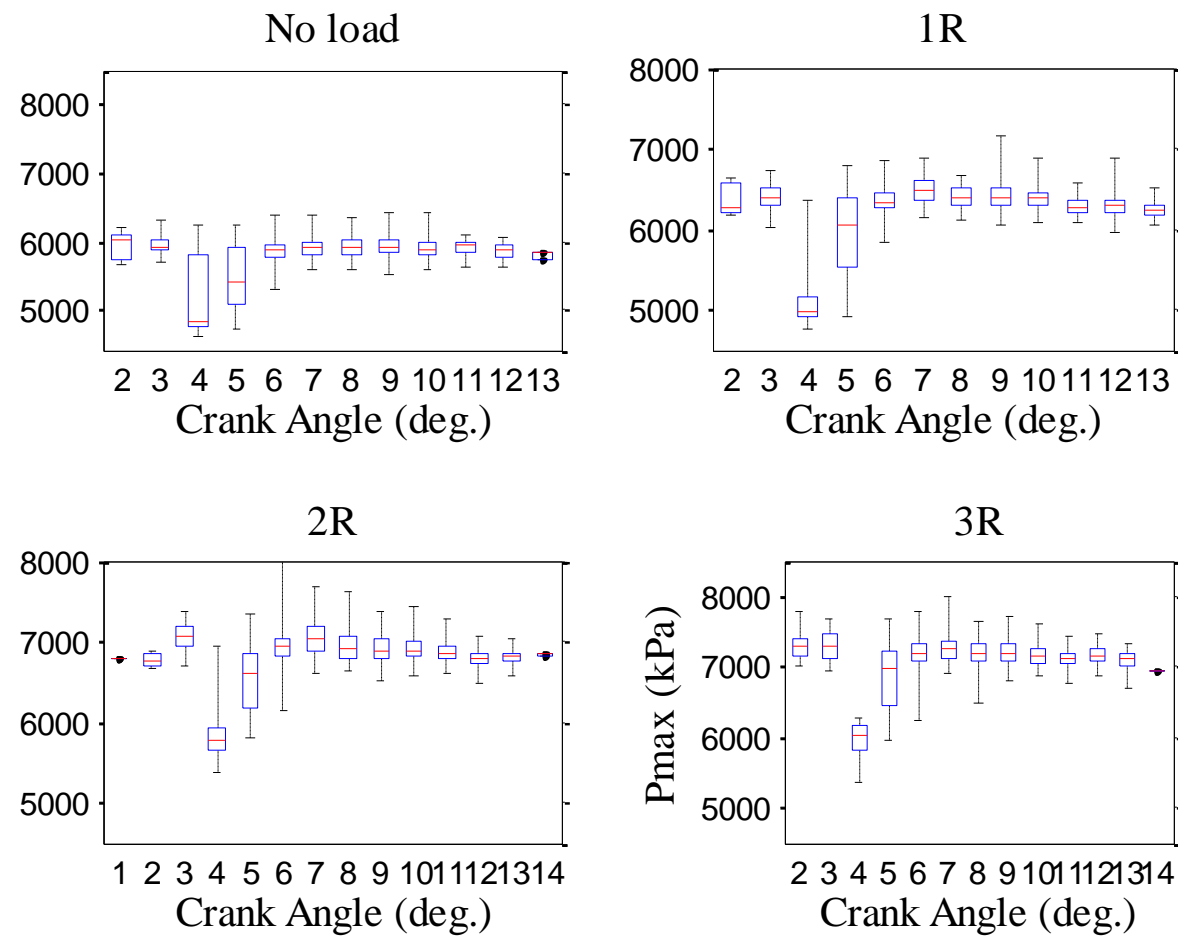 No load
8000
7000
6000
5000
2 3 4 5 6 7 8 9 10 11 12 13
Crank Angle (deg.)
1R
8000
7000
6000
5000
2 3 4 5 6 7 8 9 10 11 12 13
Crank Angle (deg.)
2R
8000
7000
6000
5000
1 2 3 4 5 6 7 8 9 10 11 12 13 14
Crank Angle (deg.)
3R
Pmax (kPa)
8000
7000
6000
5000
2 3 4 5 6 7 8 9 10 11 12 13 14
Crank Angle (deg.)